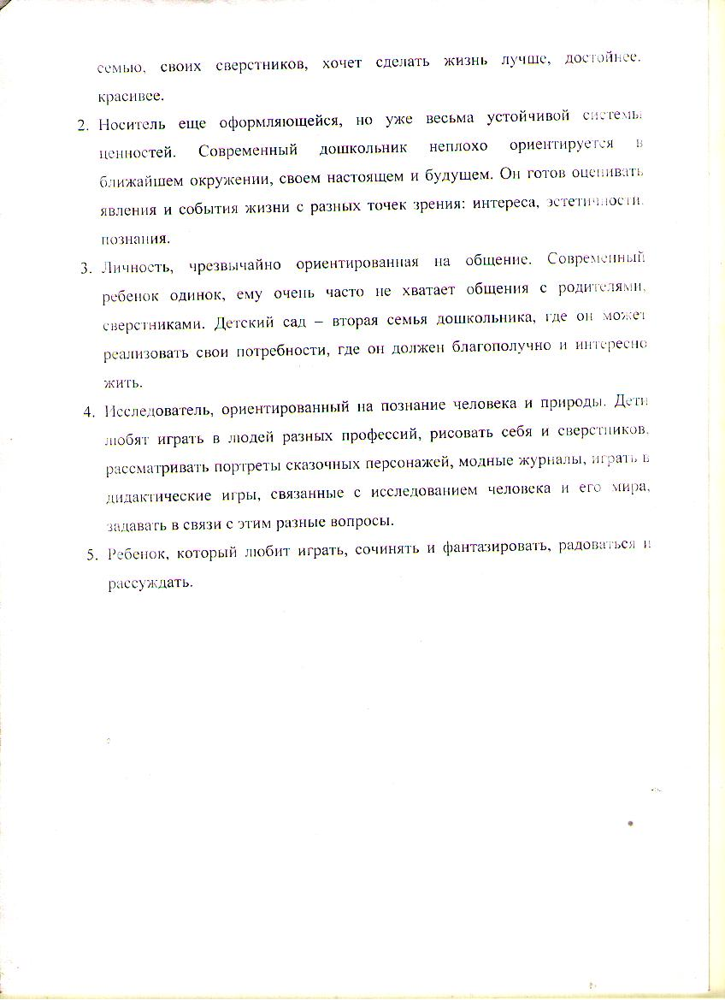 семью, своих сверстников, хочет сделать жизнь лучше, достойнее.
красивее.
2. Носитель еще оформляющейся, но уже весьма устойчивой системы
ценностей. Современный дошкольник неплохо ориентируется в
ближайшем окружении, своем настоящем и будущем. Он готов оценивать
явления и события жизни с разных точек зрения: интереса, эстетичности,
познания.
3. Личность, чрезвычайно ориентированная на общение. Современный
ребенок одинок, ему очень часто не хватает общения с родителями,
сверстниками. Детский сад – вторая семья дошкольника, где он может
реализовать свои потребности, где он должен благополучно и интересно
жить.
4. Исследователь, ориентированный на познание человека и природы. Дети
любят играть в людей разных профессий, рисовать себя и сверстников,
рассматривать портреты сказочных персонажей, модные журналы, играть в
дидактические игры, связанные с исследованием человека и его мира,
задавать в связи с этим разные вопросы.
5. Ребенок, который любит играть, сочинять и фантазировать, радоваться и
рассуждать.